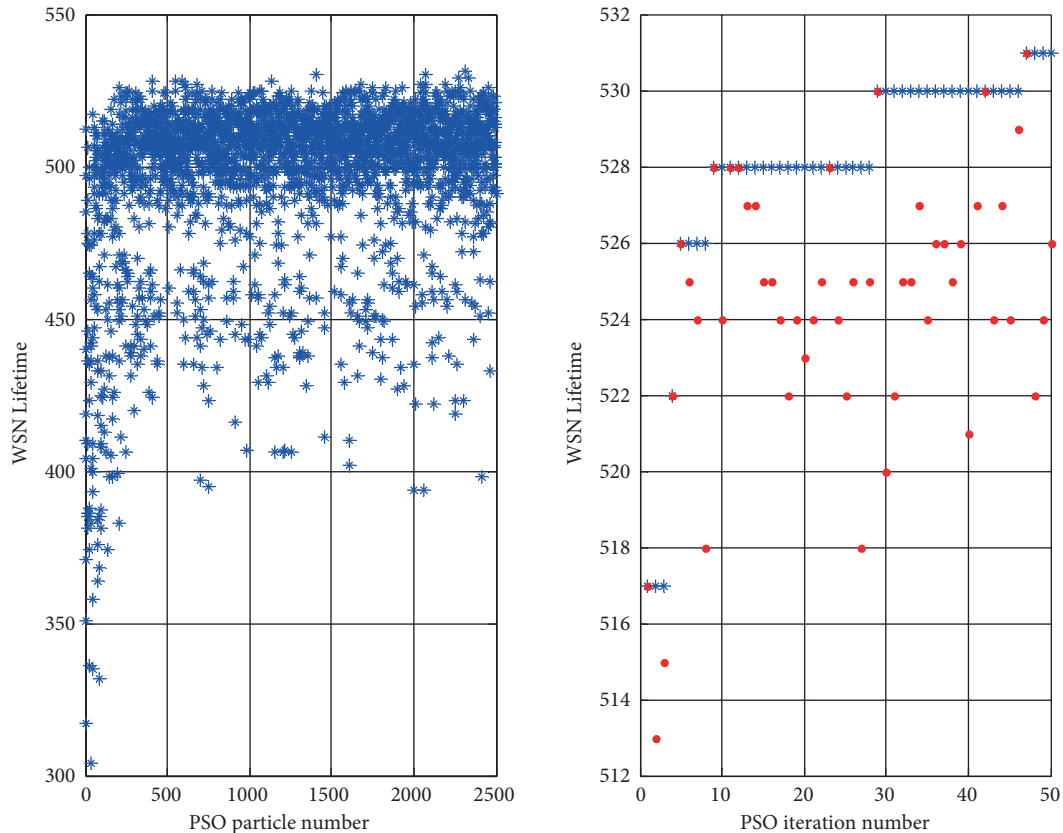 550
500
450
400
350
300
WSN Lifetime
0 500 1000 1500 2000 2500
PSO particle number
532
530
528
526
524
522
520
518
516
514
512
WSN Lifetime
0 10 20 30 40 50
PSO iteration number